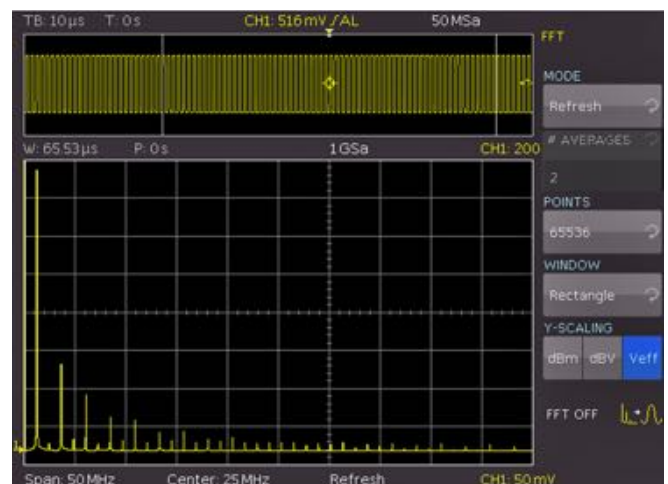 TB: 10µs T: 0s CH1: 516mV / AL 50MSa
FFT
MODE
Refresh
# AVERAGES
2
W: 65.53µs P: 0s 1GSa CH1: 200
POINTS
65536
WINDOW
Rectangle
Y-SCALING
dBm dBV Veff
FFT OFF
1
Span: 50MHz Center: 25MHz Refresh CH1: 50mV